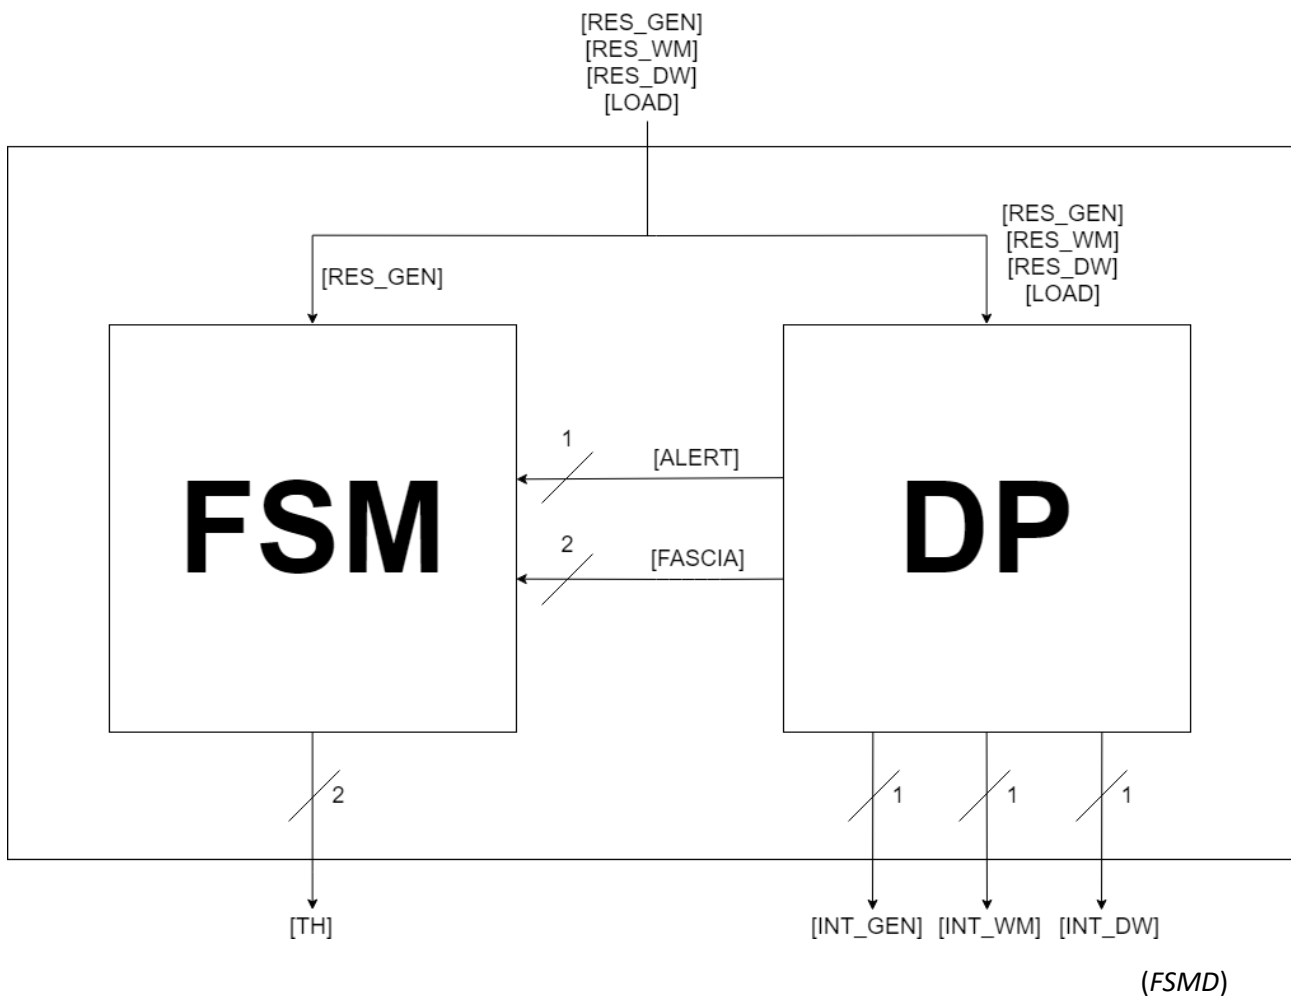 [RES_GEN]
[RES_WM]
[RES_DW]
[LOAD]
[RES_GEN]
[RES_WM]
[RES_DW]
[LOAD]
[RES_GEN]
1
[ALERT]
FSM
DP
2
[FASCIA]
2
1
1
1
[TH]
[INT_GEN] [INT_WM] [INT_DW]
(FSMD)